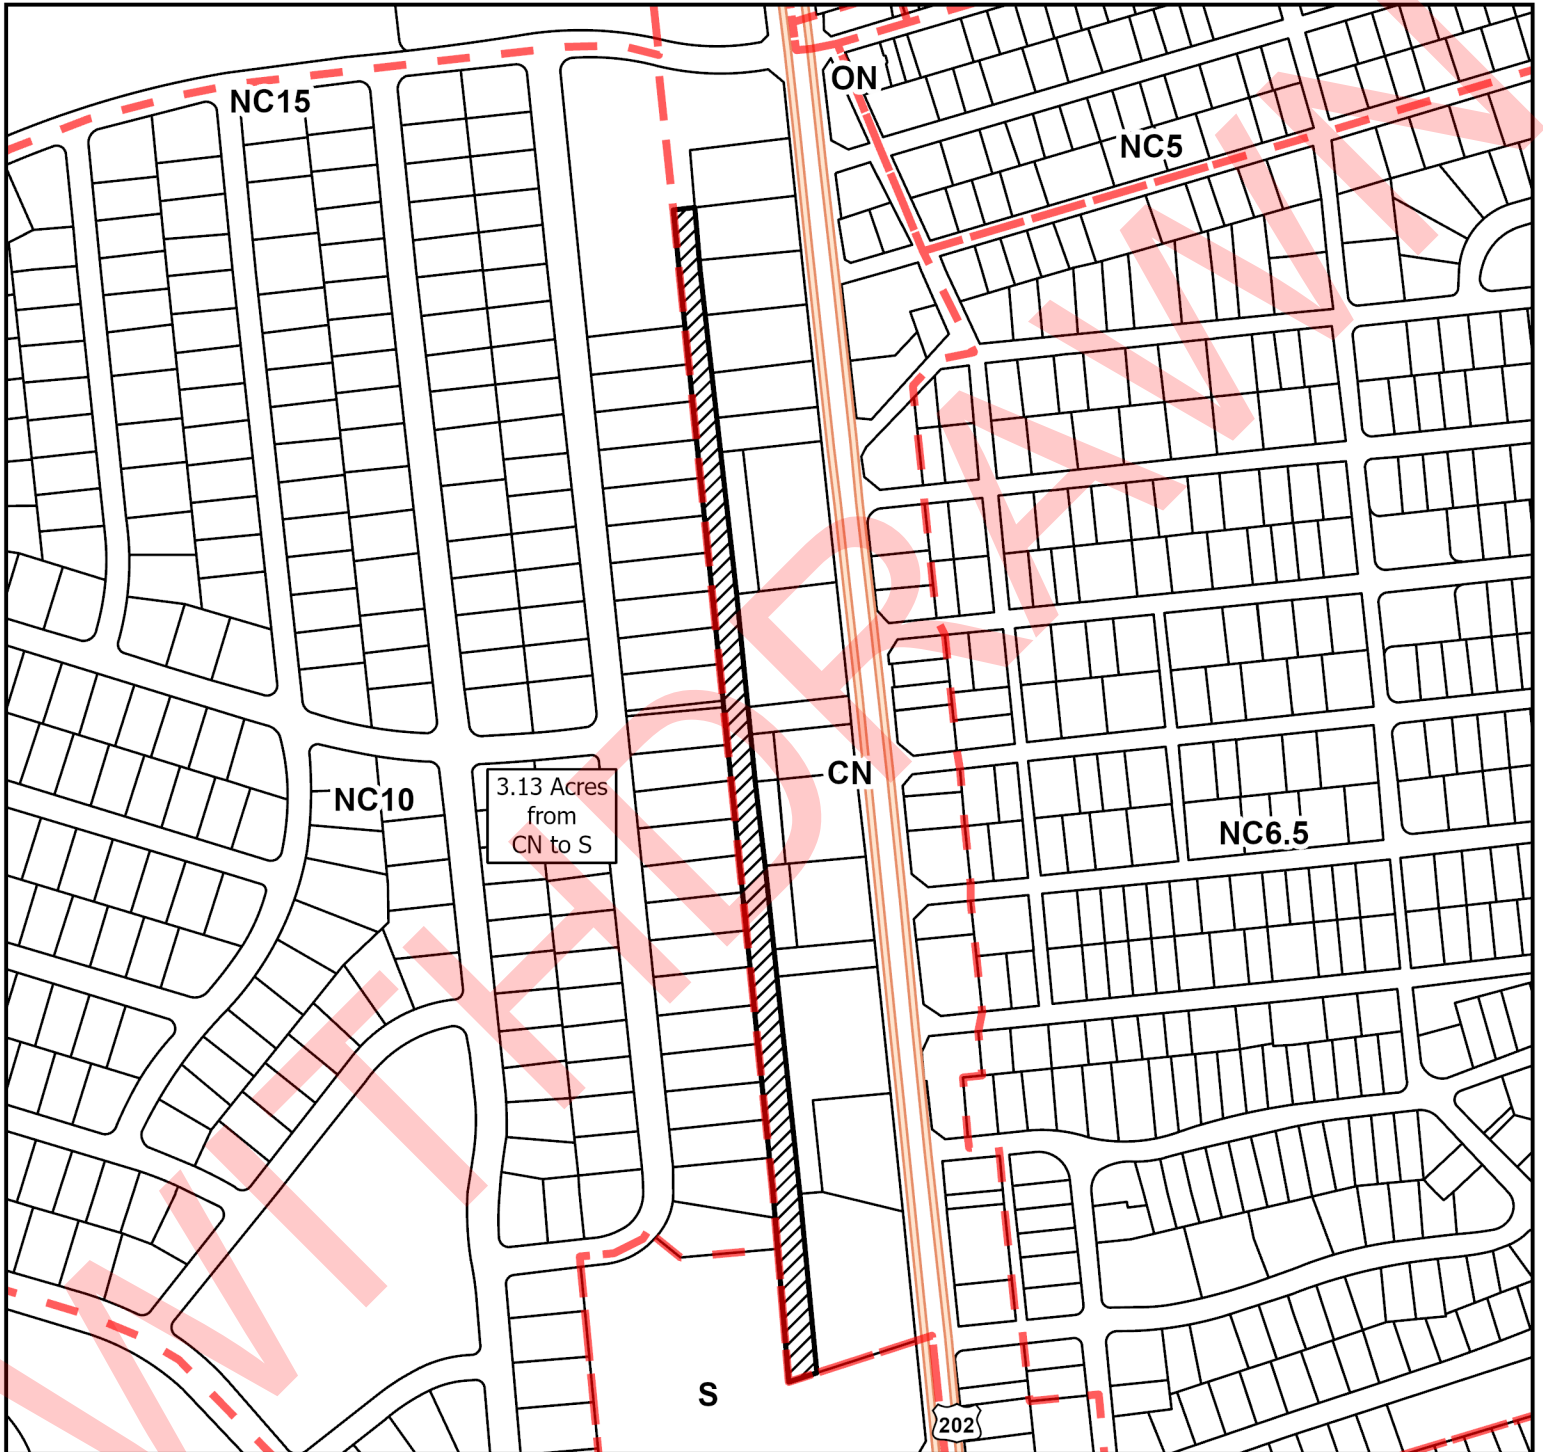 ON
NC15
NC5
CN
3.13 Acres
from
CN to S
NC10
NC6.5
S
202
WITHDRAWN